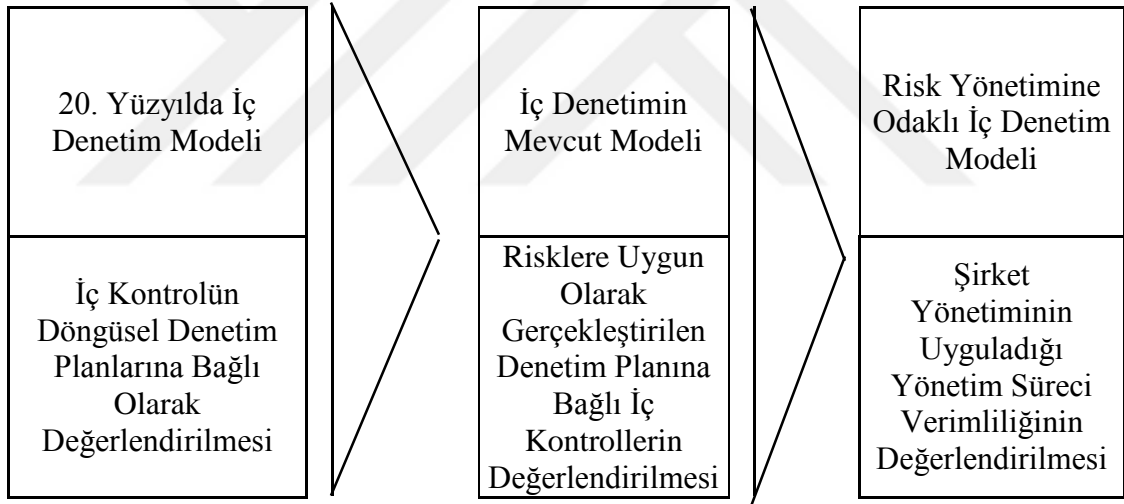 20. Yüzyılda İç
Denetim Modeli
İç Kontrolün
Döngüsel Denetim
Planlarına Bağlı
Olarak
Değerlendirilmesi
İç Denetimin
Mevcut Modeli
Risklere Uygun
Olarak
Gerçekleştirilen
Denetim Planına
Bağlı İç
Kontrollerin
Değerlendirilmesi
Risk Yönetimine
Odaklı İç Denetim
Modeli
Şirket
Yönetiminin
Uyguladığı
Yönetim Süreci
Verimliliğinin
Değerlendirilmesi